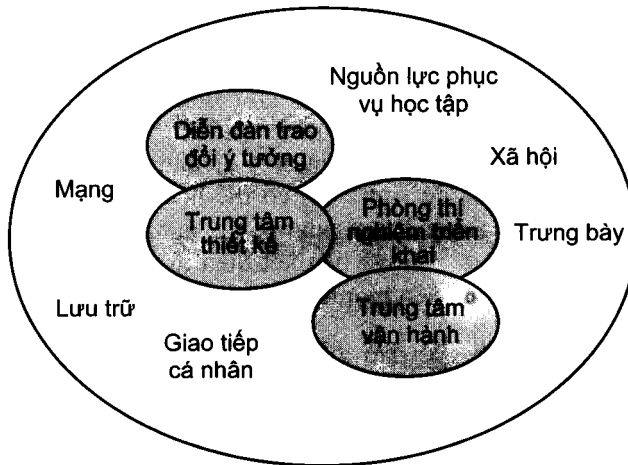 Nguồn lực phục
vụ học tập
Diễn đàn trao
đổi ý tưởng
Xã hội
Mạng
Trung tâm
thiết kế
Phòng thí
nghiệm triển
khai
Trưng bày
Lưu trữ
Trung tâm
vận hành
Giao tiếp
cá nhân